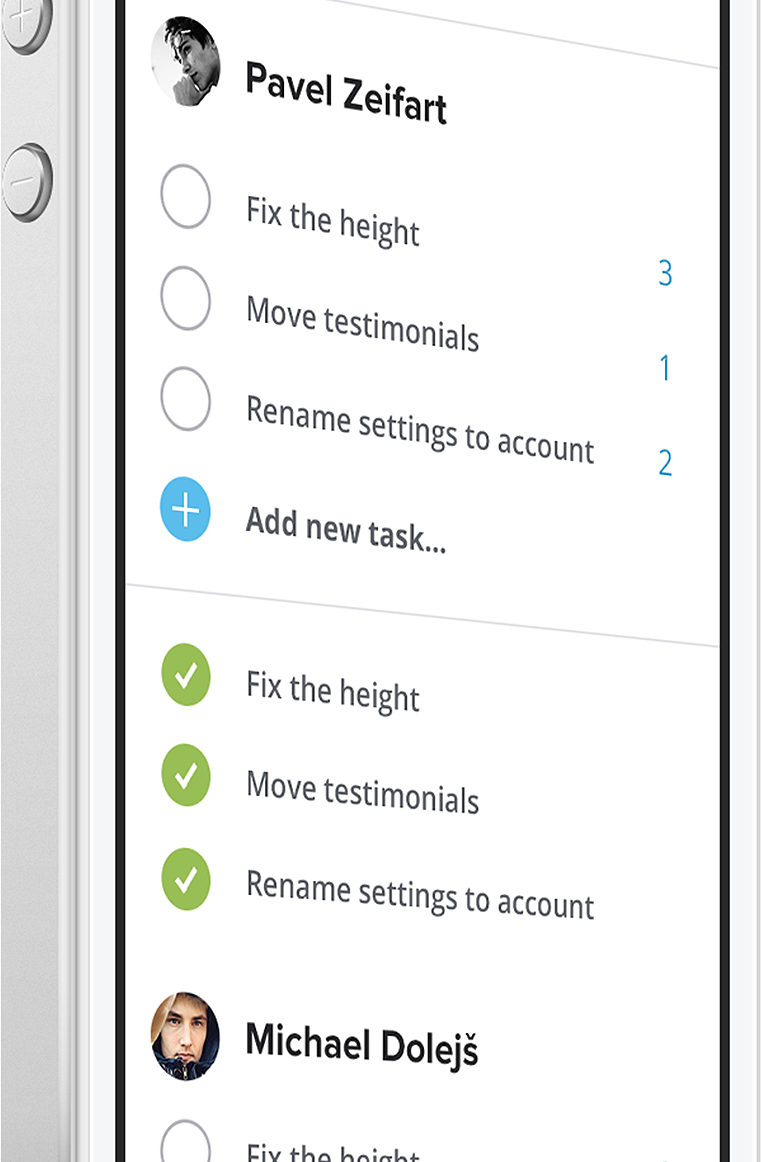 Pavel Zeifart
Fix the height
3
Move testimonials
1
Rename settings to account
2
Add new task...
Fix the height
Move testimonials
Rename settings to account
Michael Dolejš
Fix the height